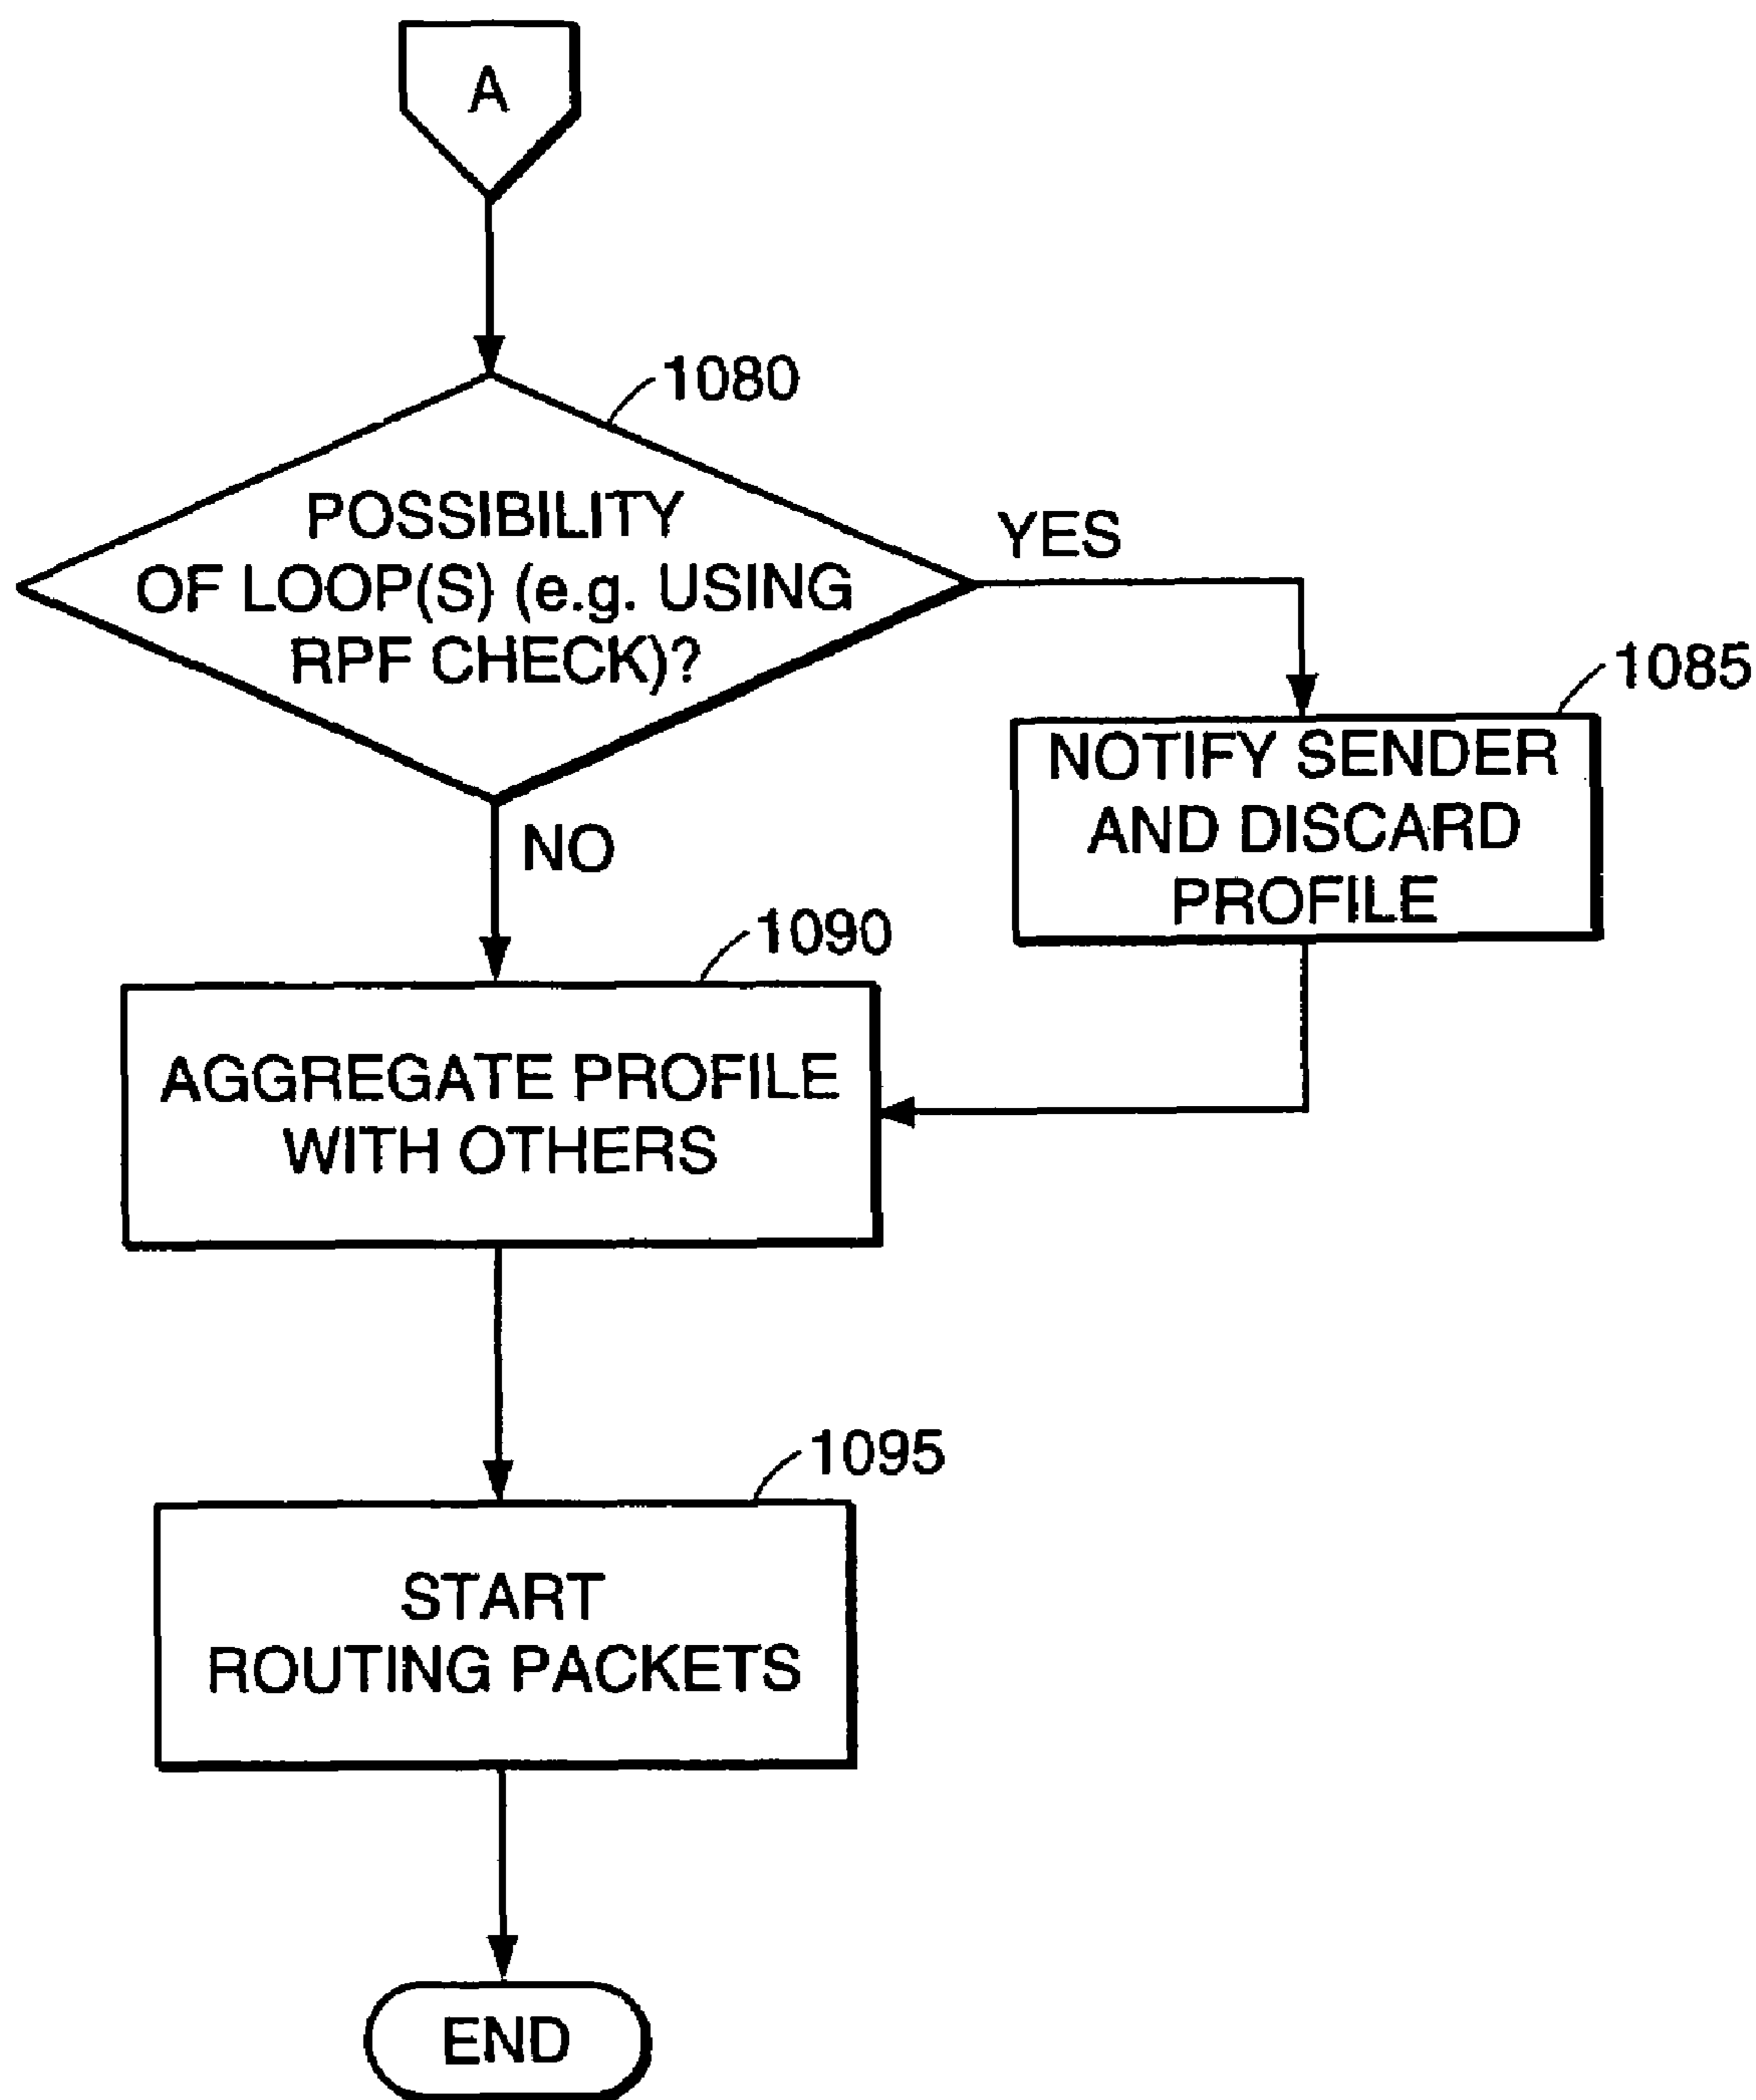 A
1080
POSSIBILITY
OF LOOP(S) (e.g. USING
RPF CHECK)?
YES
1085
NOTIFY SENDER
AND DISCARD
PROFILE
NO
1090
AGGREGATE PROFILE
WITH OTHERS
1095
START
ROUTING PACKETS
END